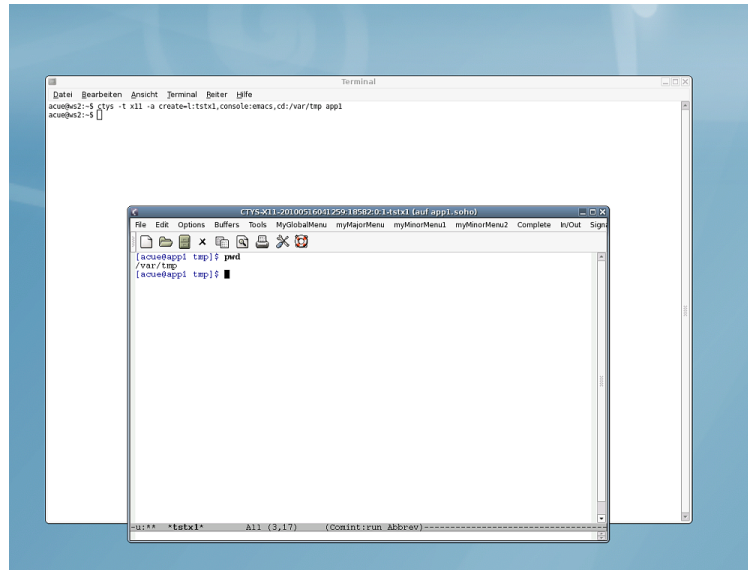 Terminal
Datei Bearbeiten Ansicht Terminal Reiter Hilfe
acue@ws2:~$ ctys -t x11 -a create=l:tstx1,console:emacs,cd:/var/tmp app1
acue@ws2:~$
CTYS-X11-20100516041259:18582:0:1-tstx1 (auf app1.soho)
File Edit Options Buffers Tools MyGlobalMenu myMajorMenu myMinorMenu1 myMinorMenu2 Complete In/Out Signa
[acue@app1 tmp]$ pwd
/var/tmp
[acue@app1 tmp]$
-u:** *tstx1* All (3,17) (Comint:run Abbrev)----------------------------